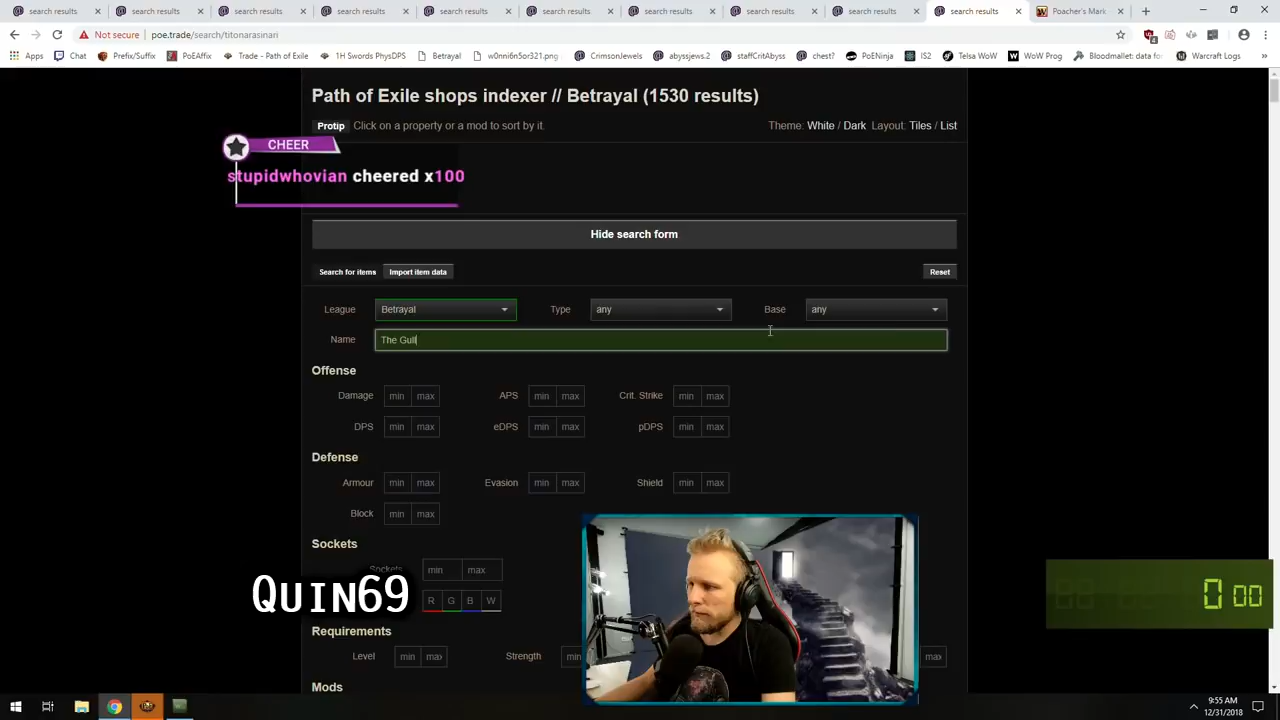 search results search results search results search results search results search results search results search results search results search results Poacher's Mark
poe.trade/search/titonarasinari
Apps Chat Prefix/Suffix PoEAffix Trade - Path of Exile 1H Swords PhysDPS Betrayal w0nni6n5or321.png CrimsonJewels abyssjews.2 staffCritAbyss chest? PoENinja IS2 Telsa WoW WoW Prog Bloodmallet: data for Warcraft Logs
Path of Exile shops indexer // Betrayal (1530 results)
Protip Click on a property or a mod to sort by it. Theme: White / Dark Layout: Tiles / List
CHEER
stupidwhovian cheered x100
Hide search form
Search for items Import item data Reset
League Betrayal Type any Base any
Name The Gull
Offense
Damage min max APS min max Crit. Strike min max
DPS min max eDPS min max pDPS min max
Defense
Armour min max Evasion min max Shield min max
Block min max
Sockets
Sockets min max
Quin69
R G B W
0 00
Requirements
Level min max Strength min max
Mods
9:55 AM
12/31/2018